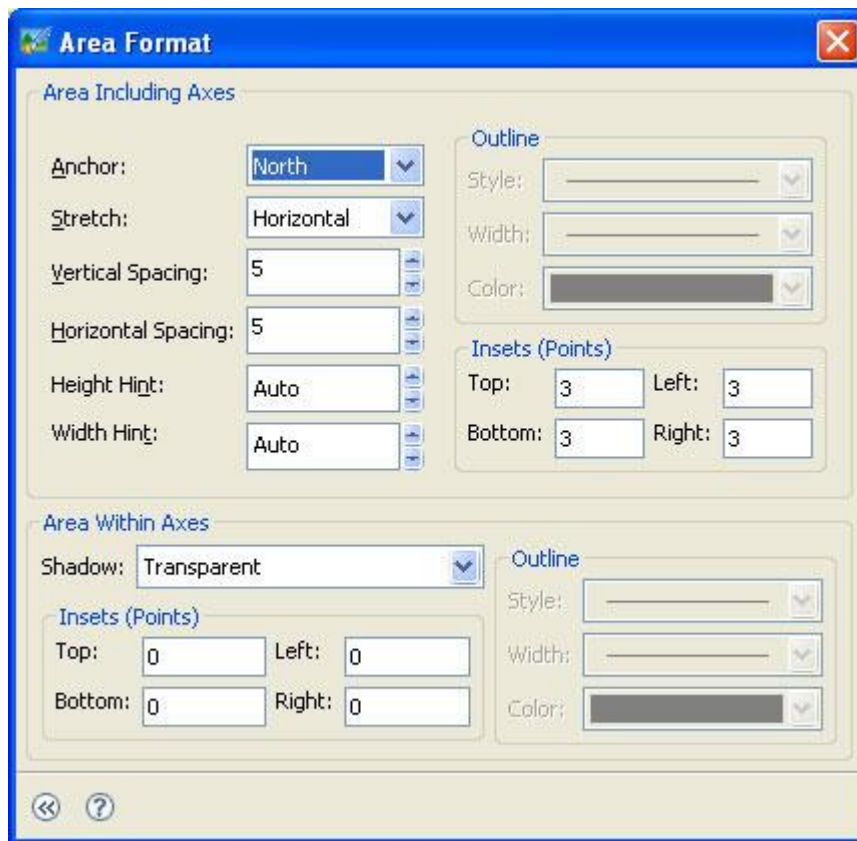 Area Format
Area Including Axes
Anchor: North
Stretch: Horizontal
Vertical Spacing: 5
Horizontal Spacing: 5
Height Hint: Auto
Width Hint: Auto
Outline
Style:
Width:
Color:
Insets (Points)
Top: 3 Left: 3
Bottom: 3 Right: 3
Area Within Axes
Shadow: Transparent
Insets (Points)
Top: 0 Left: 0
Bottom: 0 Right: 0
Outline
Style:
Width:
Color: